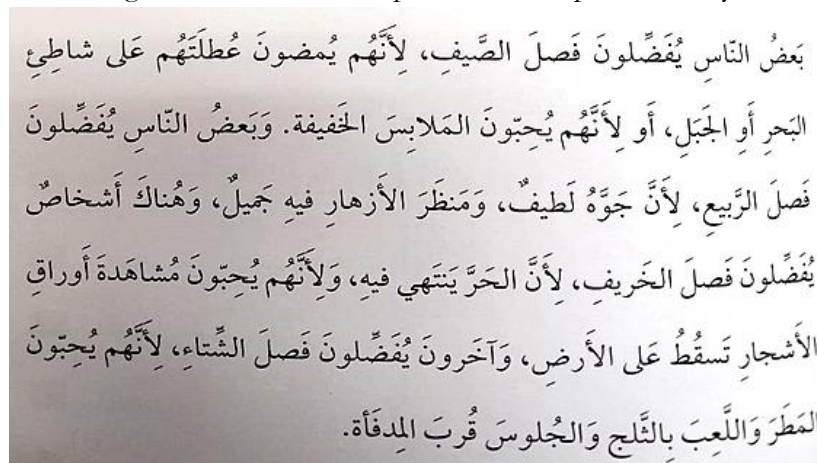 بَعضُ النّاسِ يُفَضِّلونَ فَصلَ الصَّيفِ، لِأَنَّهُم يُمضونَ عُطلَتَهُم عَلى شاطِئِ
البَحرِ أَوِ الجَبَلِ، أَو لِأَنَّهُم يُحِبّونَ المَلابِسَ الخَفيفة. وَبَعضُ النّاسِ يُفَضِّلونَ
فَصلَ الرَّبيعِ، لِأَنَّ جَوَّهُ لَطيفٌ، وَمَنظَرَ الأَزهارِ فيهِ جَميلٌ، وَهُناكَ أَشخاصٌ
يُفَضِّلونَ فَصلَ الخَريفِ، لِأَنَّ الحَرَّ يَنتَهي فيهِ، وَلِأَنَّهُم يُحِبّونَ مُشاهَدةَ أَوراقِ
الأَشجارِ تَسقُطُ عَلى الأَرضِ، وَآخَرونَ يُفَضِّلونَ فَصلَ الشِّتاءِ، لِأَنَّهُم يُحِبّونَ
المَطَرَ وَاللَّعِبَ بِالثَّلجِ وَالجُلوسَ قُربَ المِدفَأة.